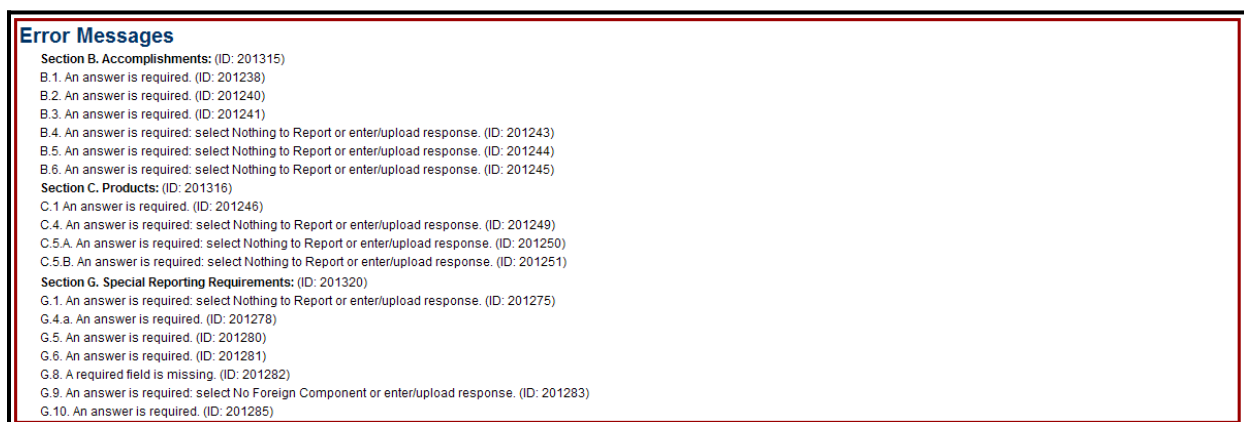 Error Messages
Section B. Accomplishments: (ID: 201315)
B.1. An answer is required. (ID: 201238)
B.2. An answer is required. (ID: 201240)
B.3. An answer is required. (ID: 201241)
B.4. An answer is required: select Nothing to Report or enter/upload response. (ID: 201243)
B.5. An answer is required: select Nothing to Report or enter/upload response. (ID: 201244)
B.6. An answer is required: select Nothing to Report or enter/upload response. (ID: 201245)
Section C. Products: (ID: 201316)
C.1 An answer is required. (ID: 201246)
C.4. An answer is required: select Nothing to Report or enter/upload response. (ID: 201249)
C.5.A. An answer is required: select Nothing to Report or enter/upload response. (ID: 201250)
C.5.B. An answer is required: select Nothing to Report or enter/upload response. (ID: 201251)
Section G. Special Reporting Requirements: (ID: 201320)
G.1. An answer is required: select Nothing to Report or enter/upload response. (ID: 201275)
G.4.a. An answer is required. (ID: 201278)
G.5. An answer is required. (ID: 201280)
G.6. An answer is required. (ID: 201281)
G.8. A required field is missing. (ID: 201282)
G.9. An answer is required: select No Foreign Component or enter/upload response. (ID: 201283)
G.10. An answer is required. (ID: 201285)